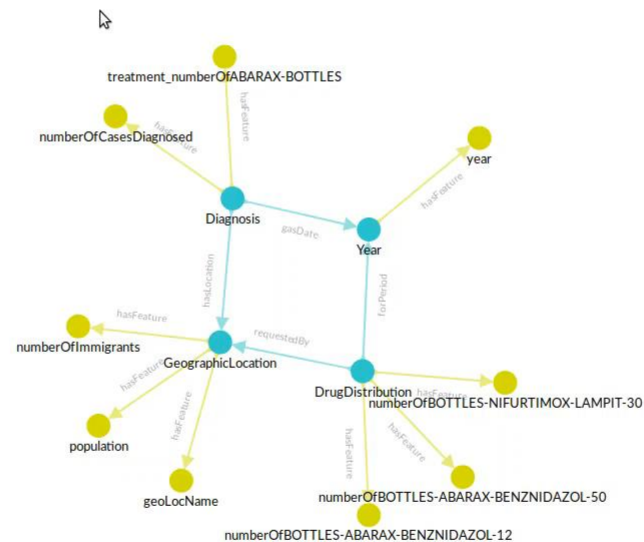 treatment_numberOfABARAX-BOTTLES
hasFeature
numberOfCasesDiagnosed
hasFeature
year
hasFeature
Diagnosis
gasDate
Year
hasLocation
forPeriod
hasFeature
numberOfImmigrants
requestedBy
GeographicLocation
hasFeature
DrugDistribution
hasFeature
numberOfBOTTLES-NIFURTIMOX-LAMPIT-30
hasFeature
population
hasFeature
hasFeature
geoLocName
numberOfBOTTLES-ABARAX-BENZNIDAZOL-50
numberOfBOTTLES-ABARAX-BENZNIDAZOL-12